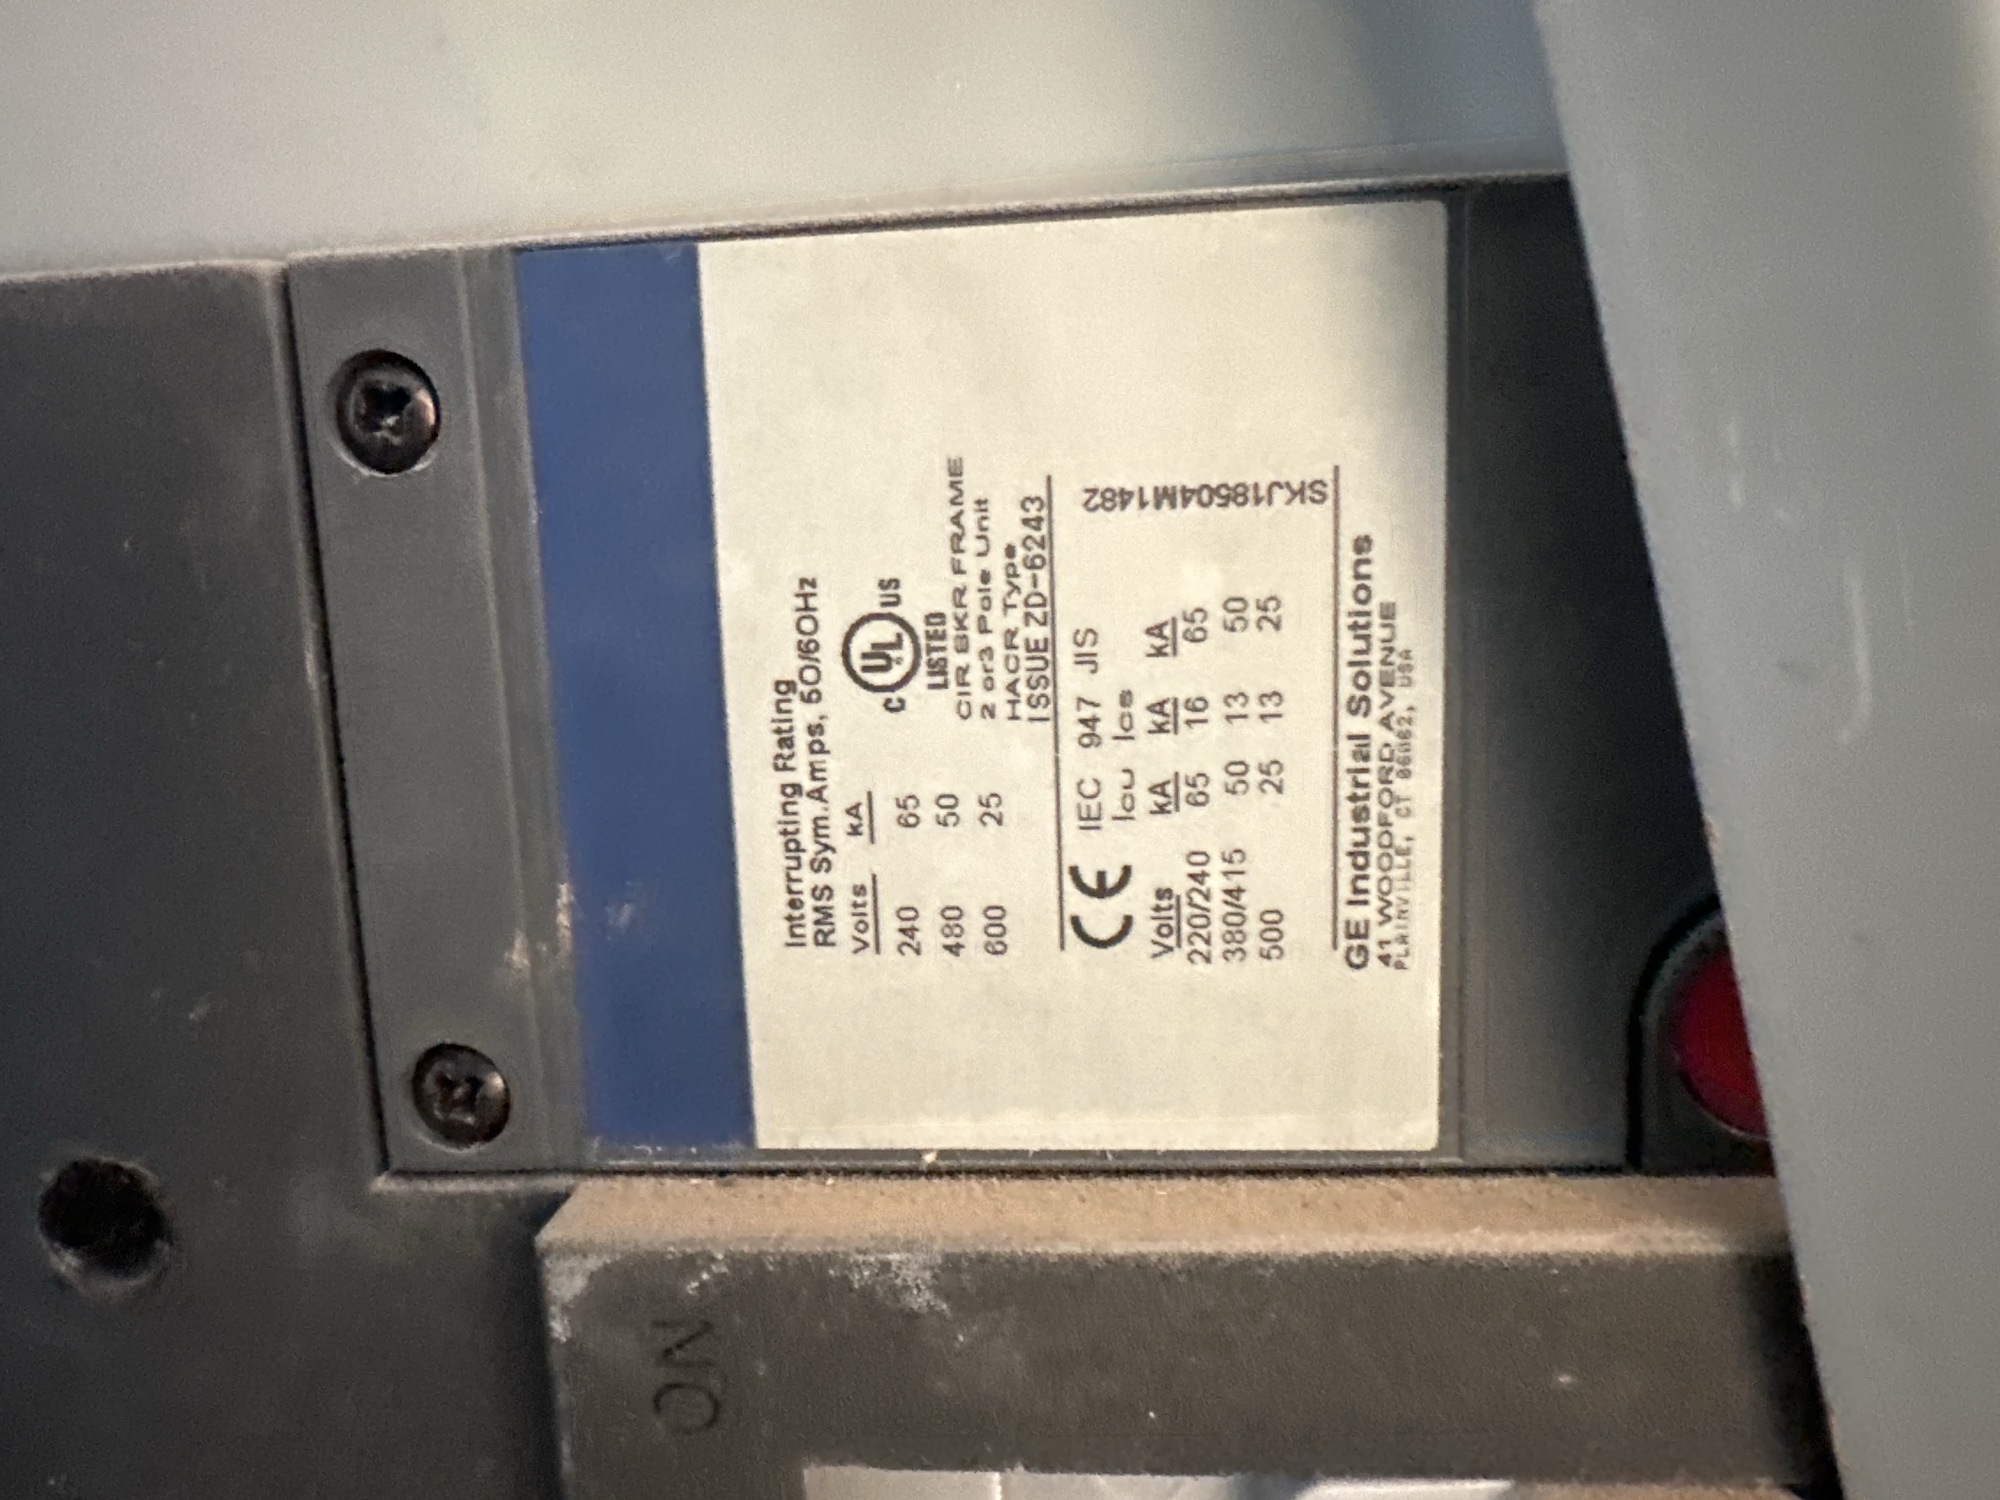 Interrupting Rating
RMS Sym.Amps, 50/60Hz
Volts kA
240 65
480 50
600 25
C UL US
LISTED
CIR BKR FRAME
2 or3 Pole Unit
HACR Type
ISSUE ZD-6243
CE IEC 947 JIS
Icu Ics
Volts kA kA kA
220/240 65 16 65
380/415 50 13 50
500 25 13 25
SKJ18504M1482
GE Industrial Solutions
41 WOODFORD AVENUE
PLAINVILLE, CT 06062, USA
ON